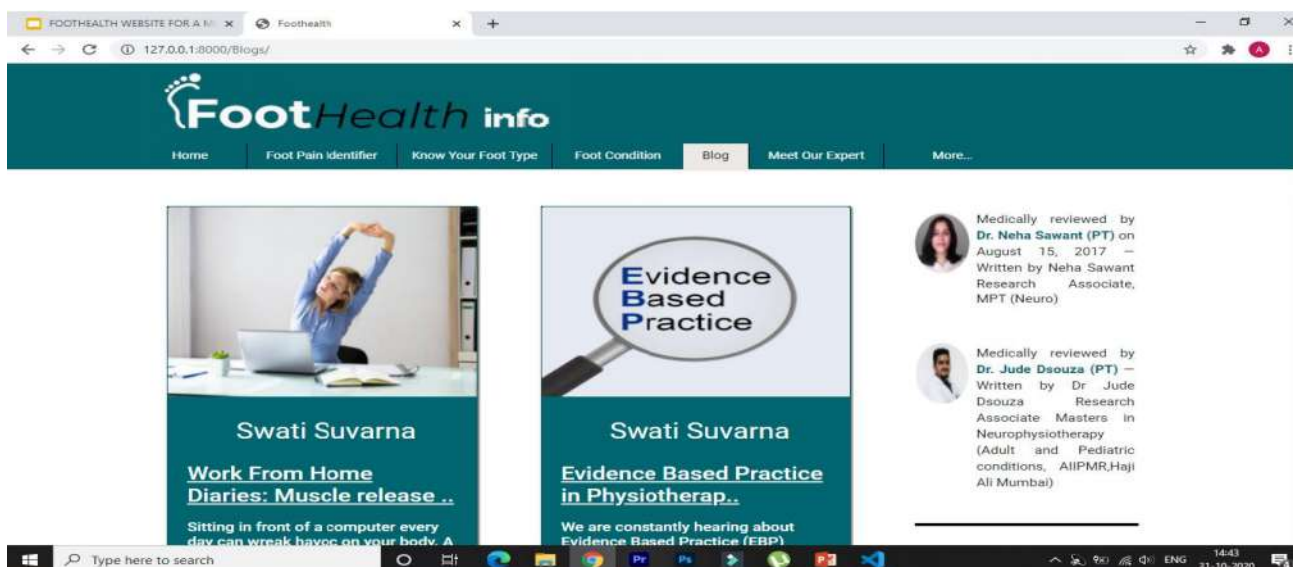 FOOTHEALTH WEBSITE FOR A M
Foothealth
127.0.0.1:8000/Blogs/
A
FootHealth info
Home
Foot Pain Identifier
Know Your Foot Type
Foot Condition
Blog
Meet Our Expert
More...
Evidence
Based
Practice
Swati Suvarna
Work From Home
Diaries: Muscle release ..
Sitting in front of a computer every
day can wreak havoc on your body. A
Swati Suvarna
Evidence Based Practice
in Physiotherap..
We are constantly hearing about
Evidence Based Practice (EBP)
Medically reviewed by
Dr. Neha Sawant (PT) on
August 15, 2017 —
Written by Neha Sawant
Research Associate,
MPT (Neuro)
Medically reviewed by
Dr. Jude Dsouza (PT) —
Written by Dr Jude
Dsouza Research
Associate Masters in
Neurophysiotherapy
(Adult and Pediatric
conditions, AIIPMR,Haji
Ali Mumbai)
Type here to search
Pr
Ps
ENG
14:43
31-10-2020